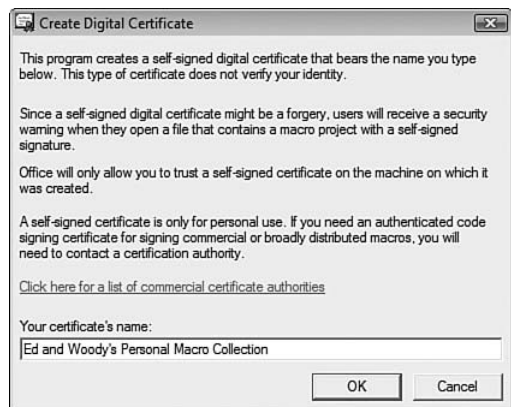 Create Digital Certificate
This program creates a self-signed digital certificate that bears the name you type
below. This type of certificate does not verify your identity.
Since a self-signed digital certificate might be a forgery, users will receive a security
warning when they open a file that contains a macro project with a self-signed
signature.
Office will only allow you to trust a self-signed certificate on the machine on which it
was created.
A self-signed certificate is only for personal use. If you need an authenticated code
signing certificate for signing commercial or broadly distributed macros, you will
need to contact a certification authority.
Click here for a list of commercial certificate authorities
Your certificate's name:
Ed and Woody's Personal Macro Collection
OK Cancel